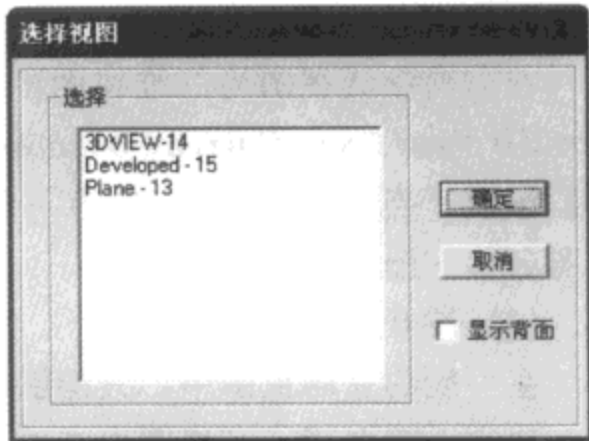 选择视图
选择
3DVIEW-14
Developed - 15
Plane - 13
确定
取消
显示背面